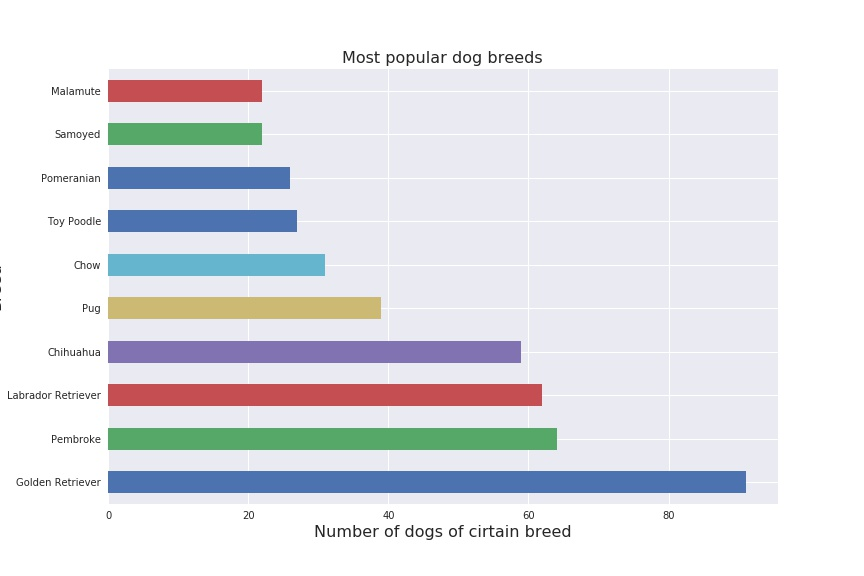 Most popular dog breeds
Malamute
Samoyed
Pomeranian
Toy Poodle
Chow
Pug
Chihuahua
Labrador Retriever
Pembroke
Golden Retriever
0 20 40 60 80
Number of dogs of cirtain breed